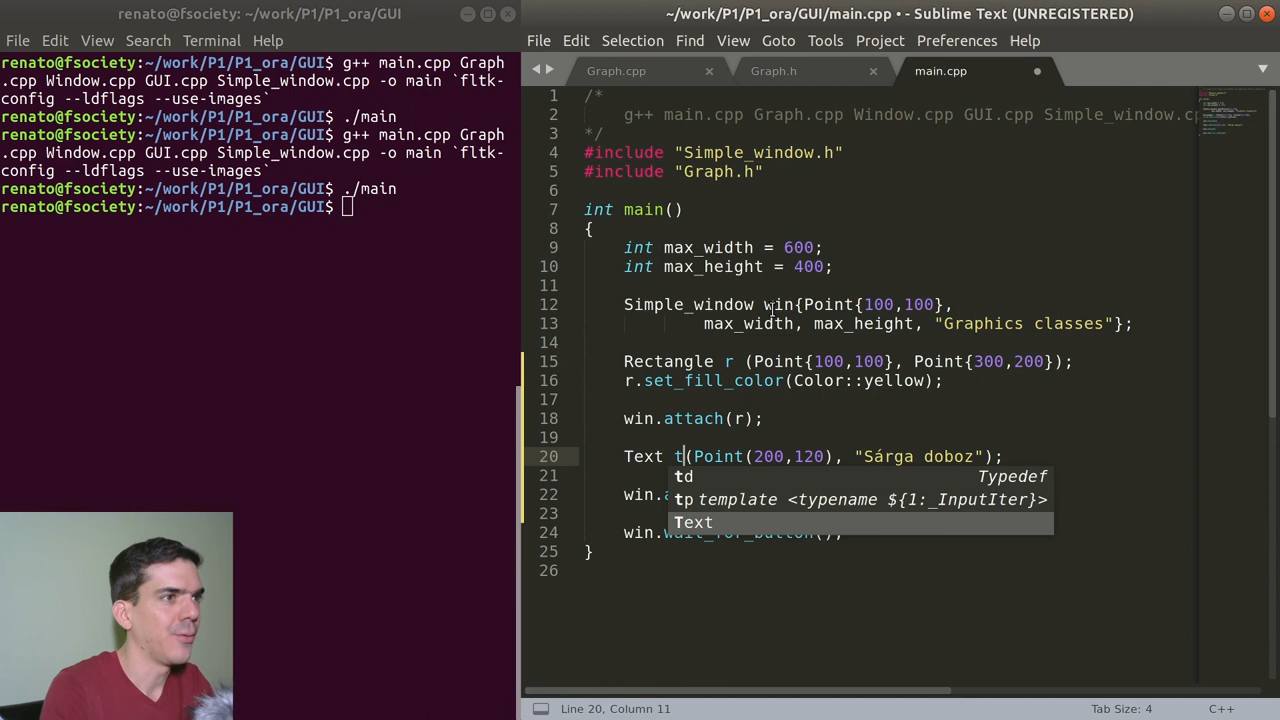 renato@fsociety: ~/work/P1/P1_ora/GUI
File Edit View Search Terminal Help
renato@fsociety:~/work/P1/P1_ora/GUI$ g++ main.cpp Graph
.cpp Window.cpp GUI.cpp Simple_window.cpp -o main `fltk-
config --ldflags --use-images`
renato@fsociety:~/work/P1/P1_ora/GUI$ ./main
renato@fsociety:~/work/P1/P1_ora/GUI$ g++ main.cpp Graph
.cpp Window.cpp GUI.cpp Simple_window.cpp -o main `fltk-
config --ldflags --use-images`
renato@fsociety:~/work/P1/P1_ora/GUI$ ./main
renato@fsociety:~/work/P1/P1_ora/GUI$
~/work/P1/P1_ora/GUI/main.cpp • - Sublime Text (UNREGISTERED)
File Edit Selection Find View Goto Tools Project Preferences Help
Graph.cpp Graph.h main.cpp
1 /*
2 g++ main.cpp Graph.cpp Window.cpp GUI.cpp Simple_window.c
3 */
4 #include "Simple_window.h"
5 #include "Graph.h"
6
7 int main()
8 {
9 int max_width = 600;
10 int max_height = 400;
11
12 Simple_window win{Point{100,100},
13 max_width, max_height, "Graphics classes"};
14
15 Rectangle r (Point{100,100}, Point{300,200});
16 r.set_fill_color(Color::yellow);
17
18 win.attach(r);
19
20 Text t(Point(200,120), "Sárga doboz");
td Typedef
21
tp template <typename ${1:_InputIter}>
22 win.a
Text
23
24 win.wait_for_button();
25 }
26
Line 20, Column 11 Tab Size: 4 C++